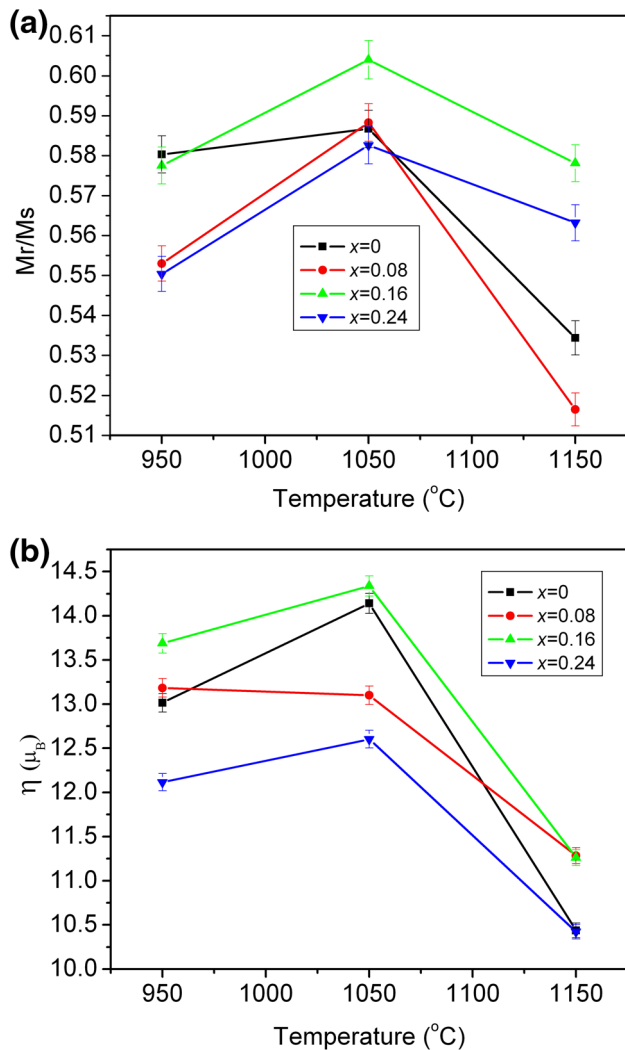 (a)
0.61
0.60
0.59
0.58
0.57
0.56
0.55
0.54
0.53
0.52
0.51
Mr/Ms
x=0
x=0.08
x=0.16
x=0.24
950 1000 1050 1100 1150
Temperature (°C)
(b)
14.5
14.0
13.5
13.0
12.5
12.0
11.5
11.0
10.5
10.0
η (μB)
x=0
x=0.08
x=0.16
x=0.24
950 1000 1050 1100 1150
Temperature (°C)